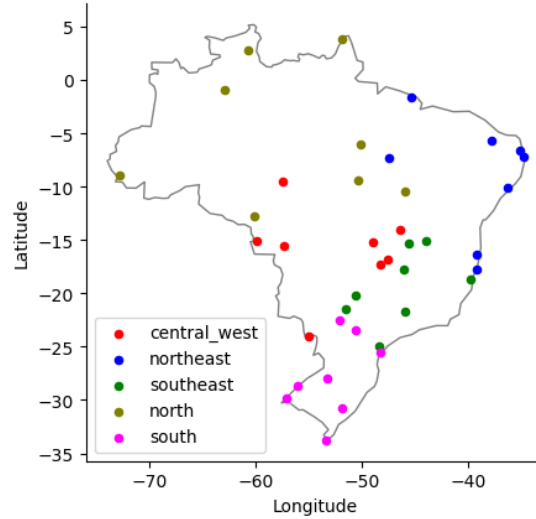 5
0
−5
−10
−15
−20
−25
−30
−35
Latitude
central_west
northeast
southeast
north
south
−70 −60 −50 −40
Longitude